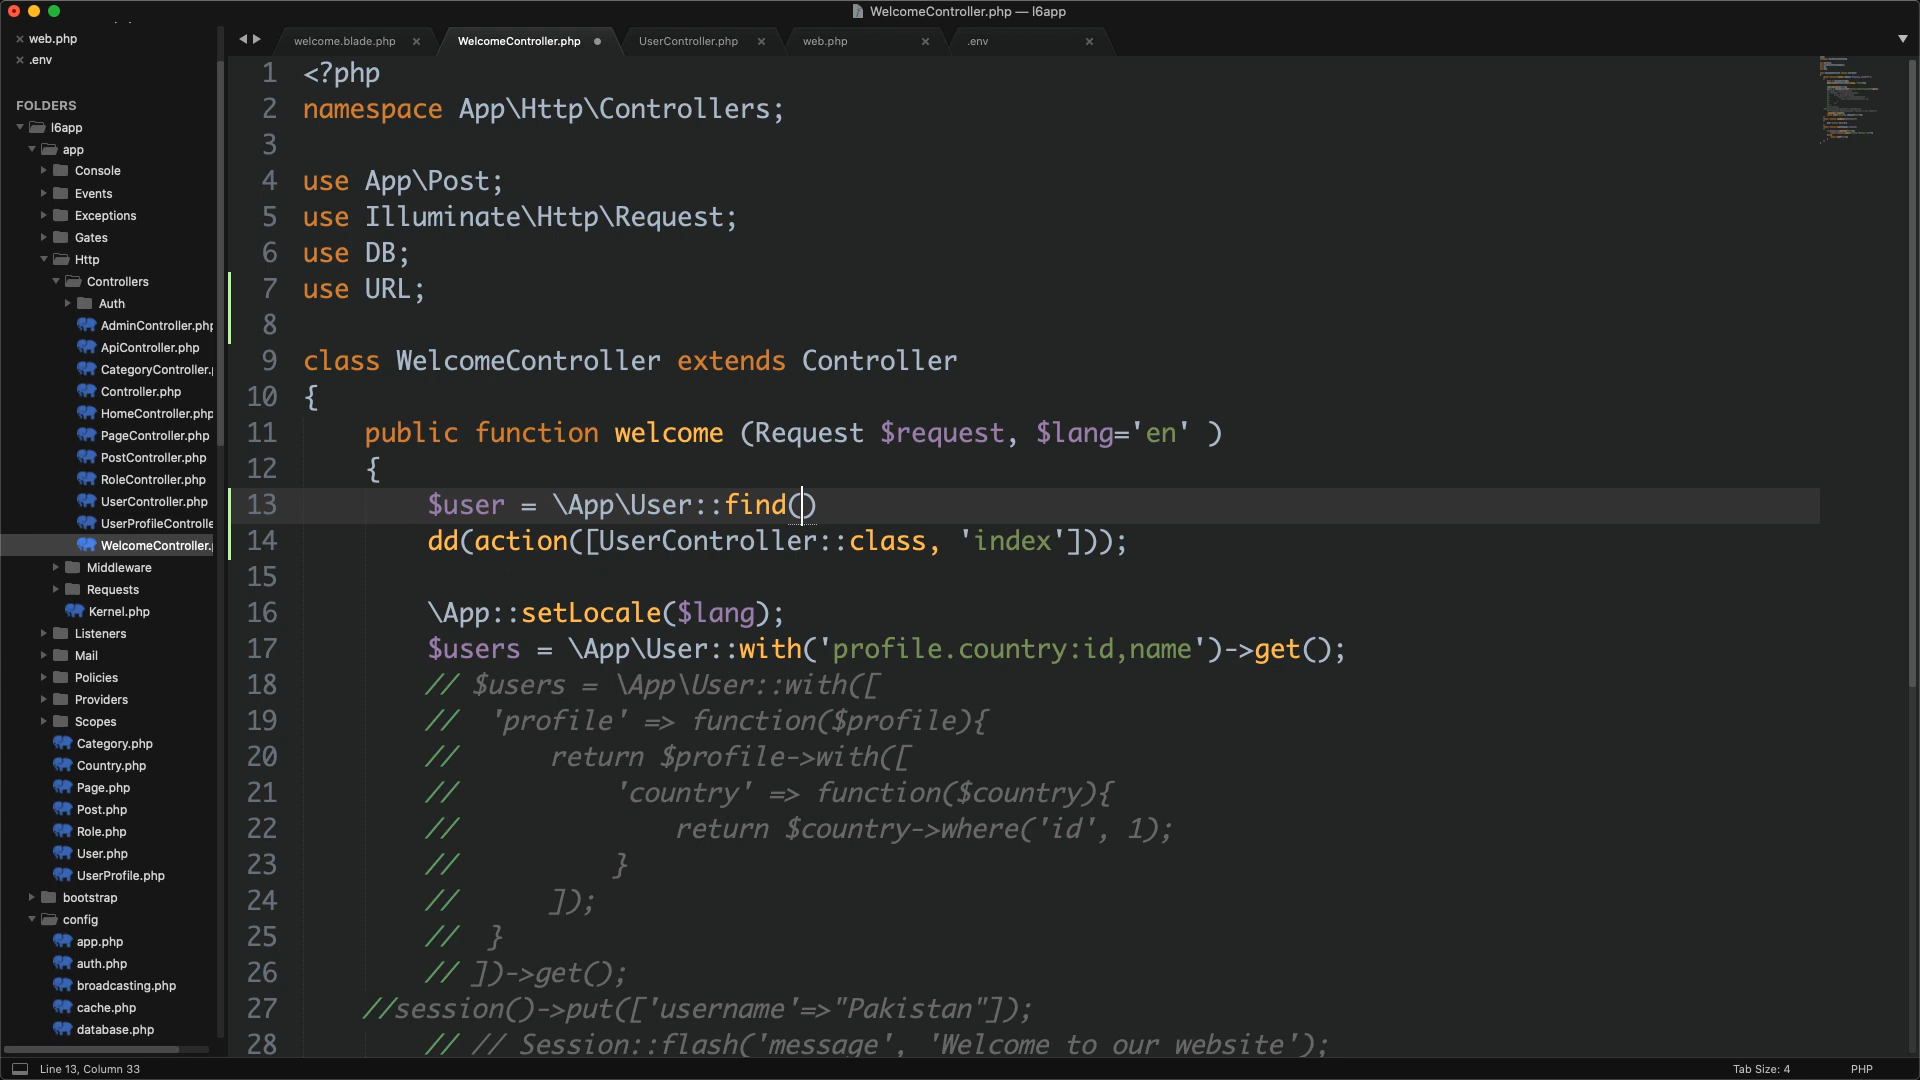 WelcomeController.php — l6app
web.php
.env
FOLDERS
l6app
app
Console
Events
Exceptions
Gates
Http
Controllers
Auth
AdminController.php
ApiController.php
CategoryController.p
Controller.php
HomeController.php
PageController.php
PostController.php
RoleController.php
UserController.php
UserProfileControlle
WelcomeController.p
Middleware
Requests
Kernel.php
Listeners
Mail
Policies
Providers
Scopes
Category.php
Country.php
Page.php
Post.php
Role.php
User.php
UserProfile.php
bootstrap
config
app.php
auth.php
broadcasting.php
cache.php
database.php
welcome.blade.php WelcomeController.php UserController.php web.php .env
1 <?php
2 namespace App\Http\Controllers;
3
4 use App\Post;
5 use Illuminate\Http\Request;
6 use DB;
7 use URL;
8
9 class WelcomeController extends Controller
10 {
11 public function welcome (Request $request, $lang='en' )
12 {
13 $user = \App\User::find()
14 dd(action([UserController::class, 'index']));
15
16 \App::setLocale($lang);
17 $users = \App\User::with('profile.country:id,name')->get();
18 // $users = \App\User::with([
19 // 'profile' => function($profile){
20 // return $profile->with([
21 // 'country' => function($country){
22 // return $country->where('id', 1);
23 // }
24 // ]);
25 // }
26 // ])->get();
27 //session()->put(['username'=>"Pakistan"]);
28 // // Session::flash('message', 'Welcome to our website');
Line 13, Column 33 Tab Size: 4 PHP